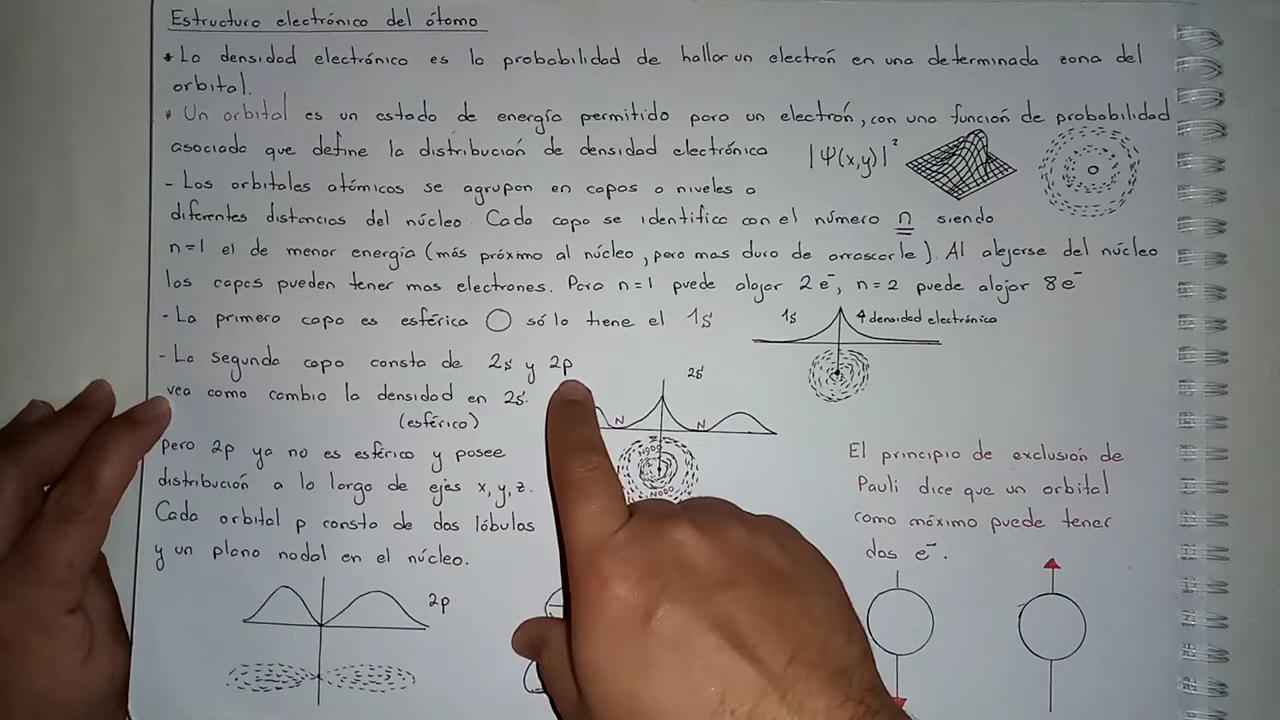 Estructura electrónica del átomo
* La densidad electrónica es la probabilidad de hallar un electrón en una determinada zona del
orbital.
* Un orbital es un estado de energía permitido para un electrón, con una función de probabilidad
asociada que define la distribución de densidad electrónica
|Ψ(x,y)|²
- Los orbitales atómicos se agrupan en capas o niveles a
diferentes distancias del núcleo. Cada capa se identifica con el número n siendo
n=1 el de menor energía (más próximo al núcleo, pero mas duro de arrascarle). Al alejarse del núcleo
las capas pueden tener mas electrones. Para n=1 puede alojar 2e⁻, n=2 puede alojar 8e⁻
- La primera capa es esférica sólo tiene el 1s
1s
4 densidad electrónica
- La segunda capa consta de 2s y 2p
vea como cambia la densidad en 2s.
(esférico)
2s
N N
NODO
NODO
Pero 2p ya no es esférico y posee
distribución a lo largo de ejes x, y, z.
Cada orbital p consta de dos lóbulos
y un plano nodal en el núcleo.
2p
El principio de exclusión de
Pauli dice que un orbital
como máximo puede tener
dos e⁻.